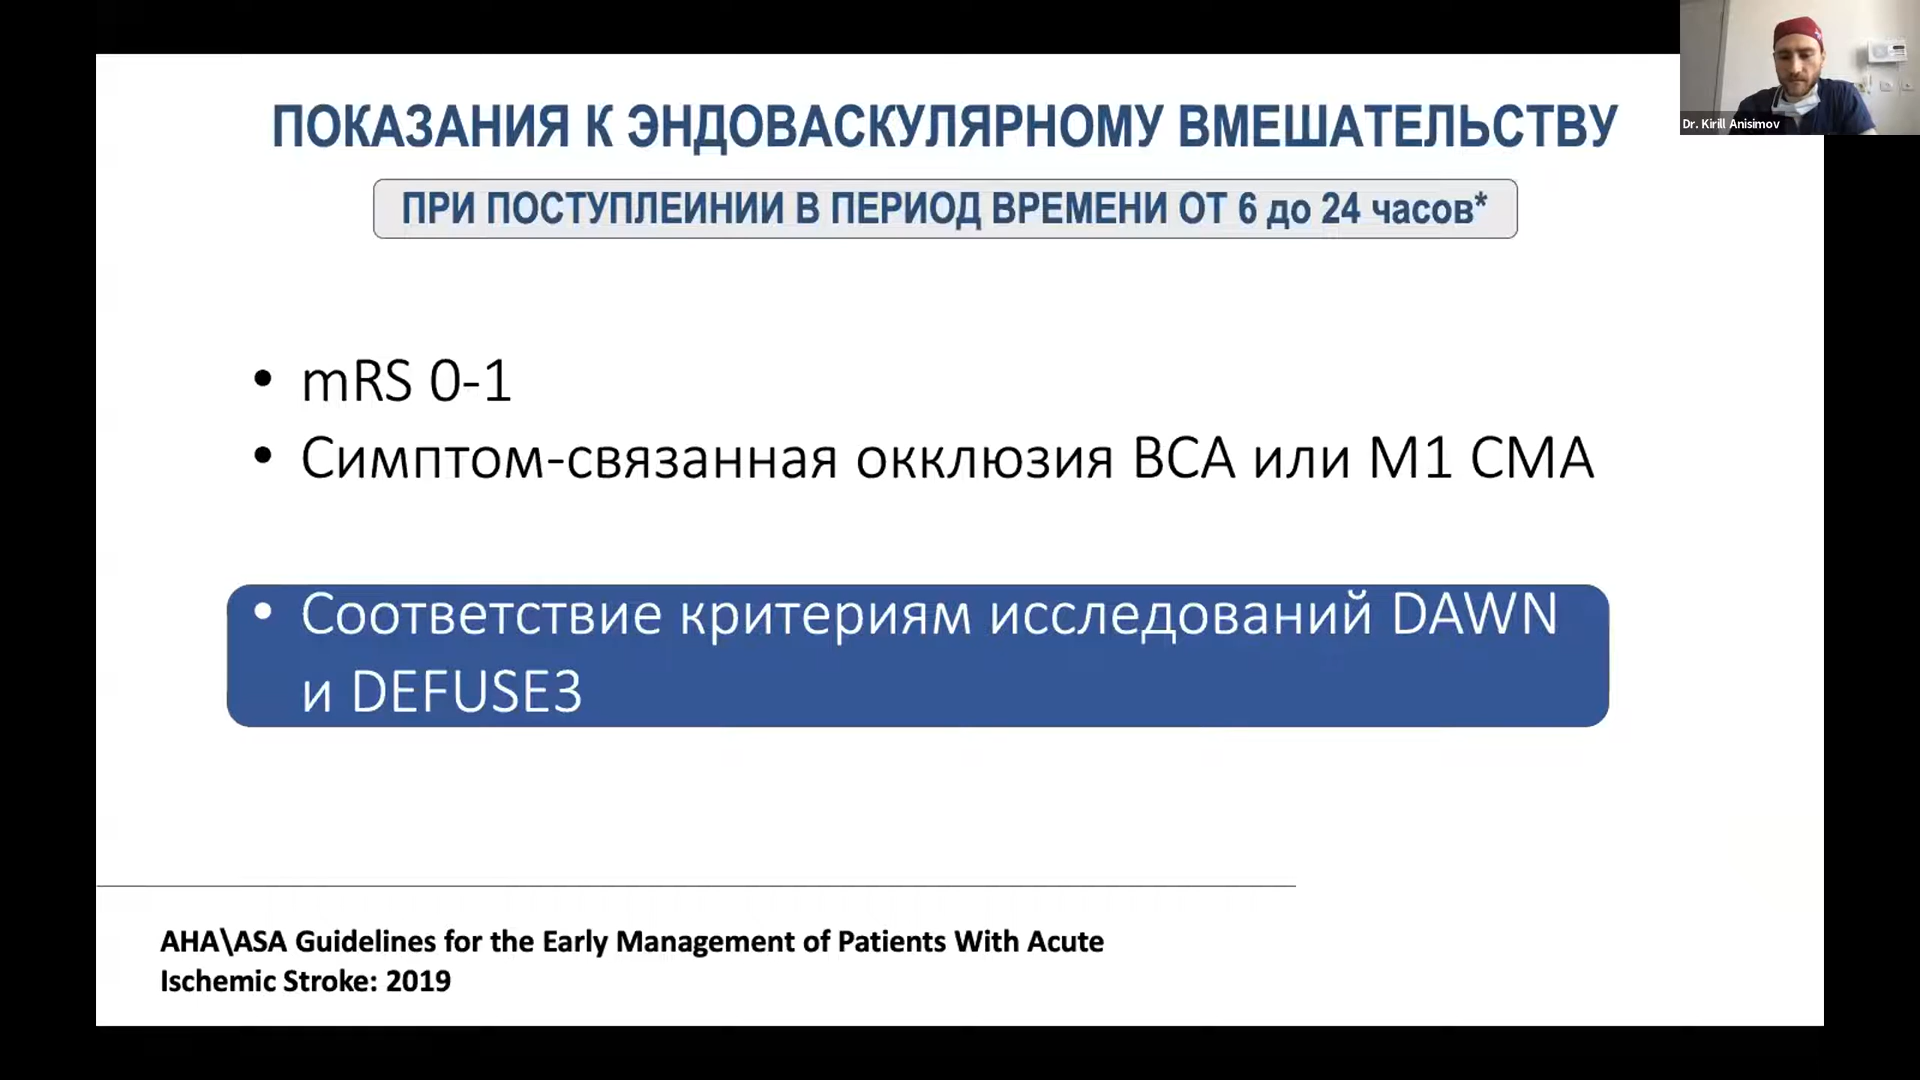 ПОКАЗАНИЯ К ЭНДОВАСКУЛЯРНОМУ ВМЕШАТЕЛЬСТВУ
Dr. Kirill Anisimov
ПРИ ПОСТУПЛЕИНИИ В ПЕРИОД ВРЕМЕНИ ОТ 6 до 24 часов*
• mRS 0-1
• Симптом-связанная окклюзия ВСА или М1 СМА
• Соответствие критериям исследований DAWN
и DEFUSE3
AHA\ASA Guidelines for the Early Management of Patients With Acute
Ischemic Stroke: 2019